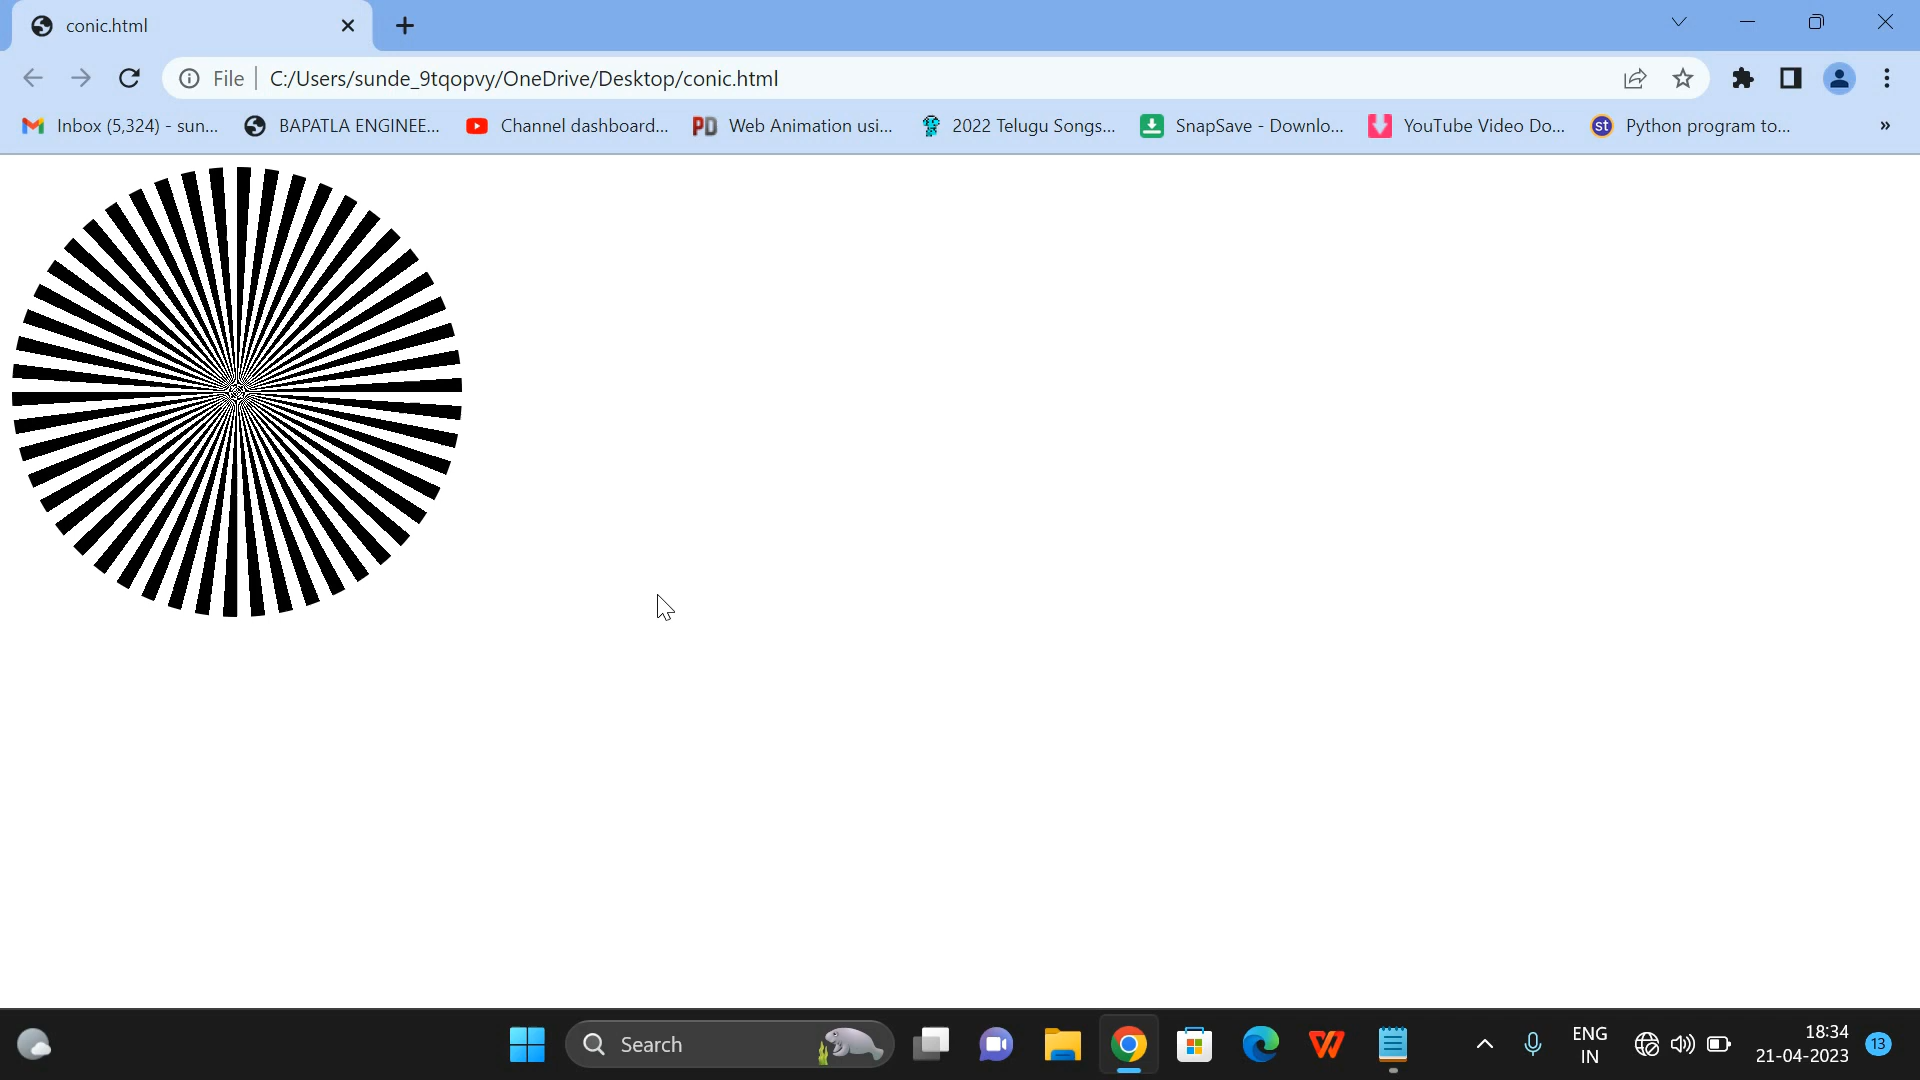 conic.html
File C:/Users/sunde_9tqopvy/OneDrive/Desktop/conic.html
Inbox (5,324) - sun... BAPATLA ENGINEE... Channel dashboard... PD Web Animation usi... 2022 Telugu Songs... SnapSave - Downlo... YouTube Video Do... st Python program to... »
Search ENG 18:34
IN 21-04-2023 13